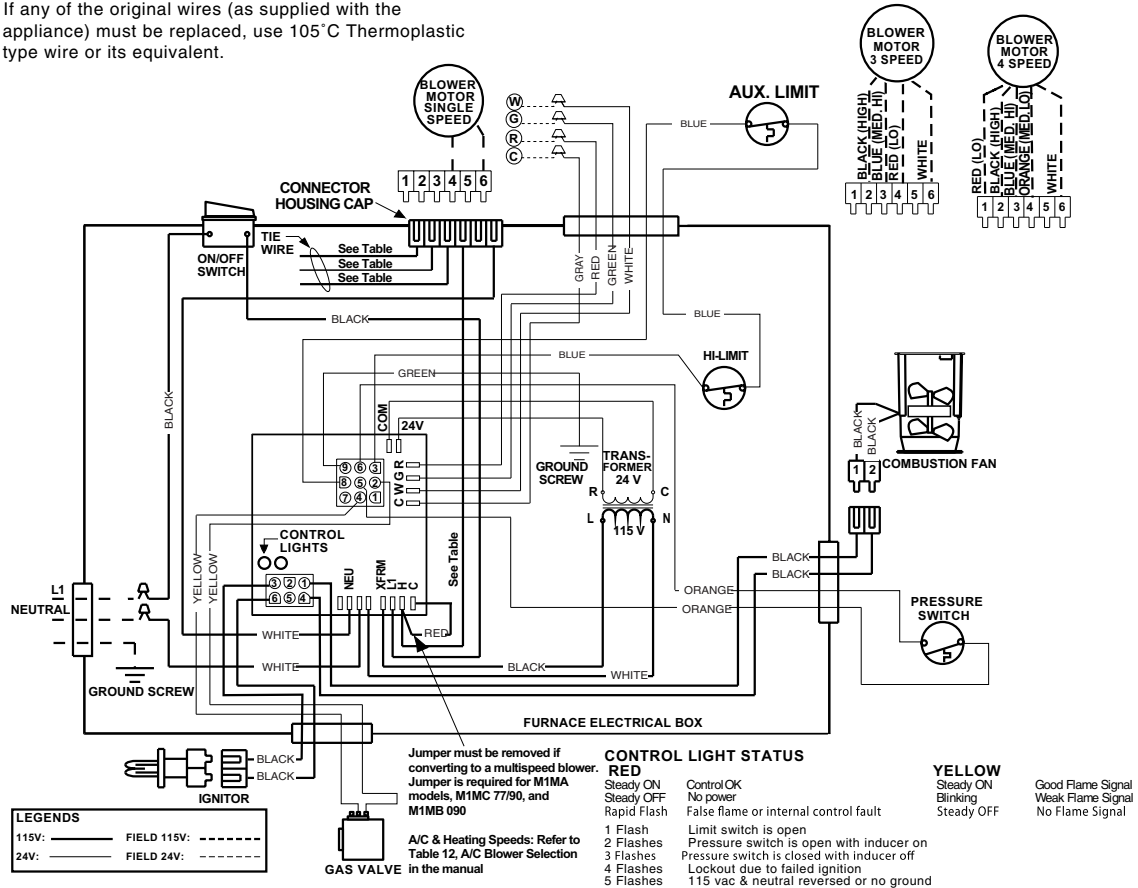 If any of the original wires (as supplied with the
appliance) must be replaced, use 105˚C Thermoplastic
type wire or its equivalent.
BLOWER
MOTOR
SINGLE
SPEED
1 2 3 4 5 6
W
G
R
C
BLUE
AUX. LIMIT
BLOWER
MOTOR
3 SPEED
BLACK (HIGH)
BLUE (MED. HI)
RED (LO)
WHITE
1 2 3 4 5 6
BLOWER
MOTOR
4 SPEED
RED (LO)
BLACK (HIGH)
BLUE (MED. HI)
ORANGE (MED. LO)
WHITE
1 2 3 4 5 6
CONNECTOR
HOUSING CAP
ON/OFF
SWITCH
TIE
WIRE
See Table
See Table
See Table
GRAY
RED
GREEN
WHITE
BLACK
BLACK
BLUE
BLUE
HI-LIMIT
GREEN
COM
24V
9 6 3
8 5 2
7 4 1
R
G
W
C
GROUND
SCREW
TRANS-
FORMER
24 V
R C
L N
115 V
BLACK
BLACK
1 2
COMBUSTION FAN
CONTROL
LIGHTS
3 2 1
6 5 4
NEU
XFRM
L1
H
C
See Table
YELLOW
YELLOW
BLACK
BLACK
ORANGE
ORANGE
PRESSURE
SWITCH
L1
NEUTRAL
GROUND SCREW
WHITE
RED
WHITE
BLACK
WHITE
FURNACE ELECTRICAL BOX
BLACK
BLACK
IGNITOR
GAS VALVE
Jumper must be removed if
converting to a multispeed blower.
Jumper is required for M1MA
models, M1MC 77/90, and
M1MB 090
A/C & Heating Speeds: Refer to
Table 12, A/C Blower Selection
in the manual
LEGENDS
115V: FIELD 115V:
24V: FIELD 24V:
CONTROL LIGHT STATUS
RED
Steady ON Control OK
Steady OFF No power
Rapid Flash False flame or internal control fault
1 Flash Limit switch is open
2 Flashes Pressure switch is open with inducer on
3 Flashes Pressure switch is closed with inducer off
4 Flashes Lockout due to failed ignition
5 Flashes 115 vac & neutral reversed or no ground
YELLOW
Steady ON Good Flame Signal
Blinking Weak Flame Signal
Steady OFF No Flame Signal